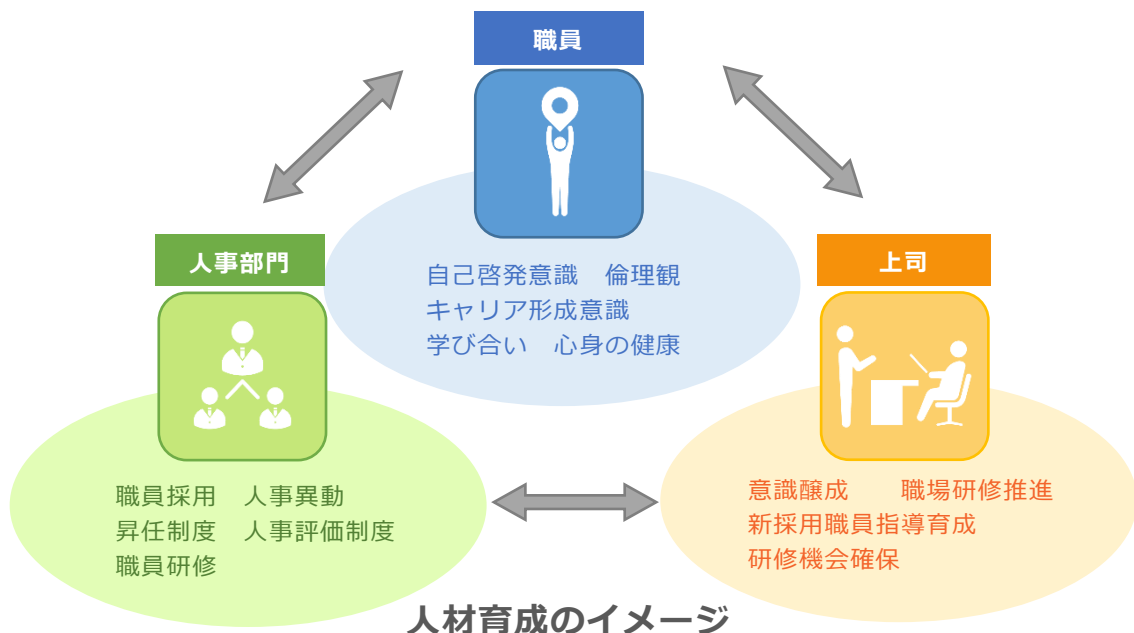 職員
自己啓発意識　倫理観
キャリア形成意識
学び合い　心身の健康
人事部門
職員採用　人事異動
昇任制度　人事評価制度
職員研修
上司
意識醸成　　職場研修推進
新採用職員指導育成
研修機会確保
人材育成のイメージ